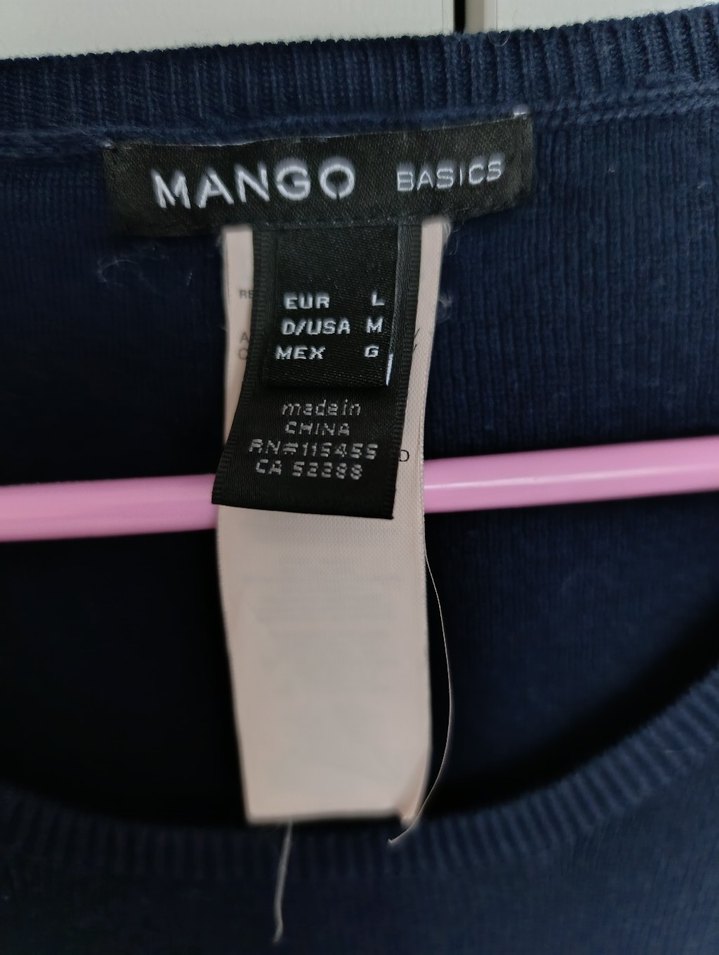 MANGO BASICS
EUR L
D/USA M
MEX G
made in
CHINA
RN#115455
CA 52288